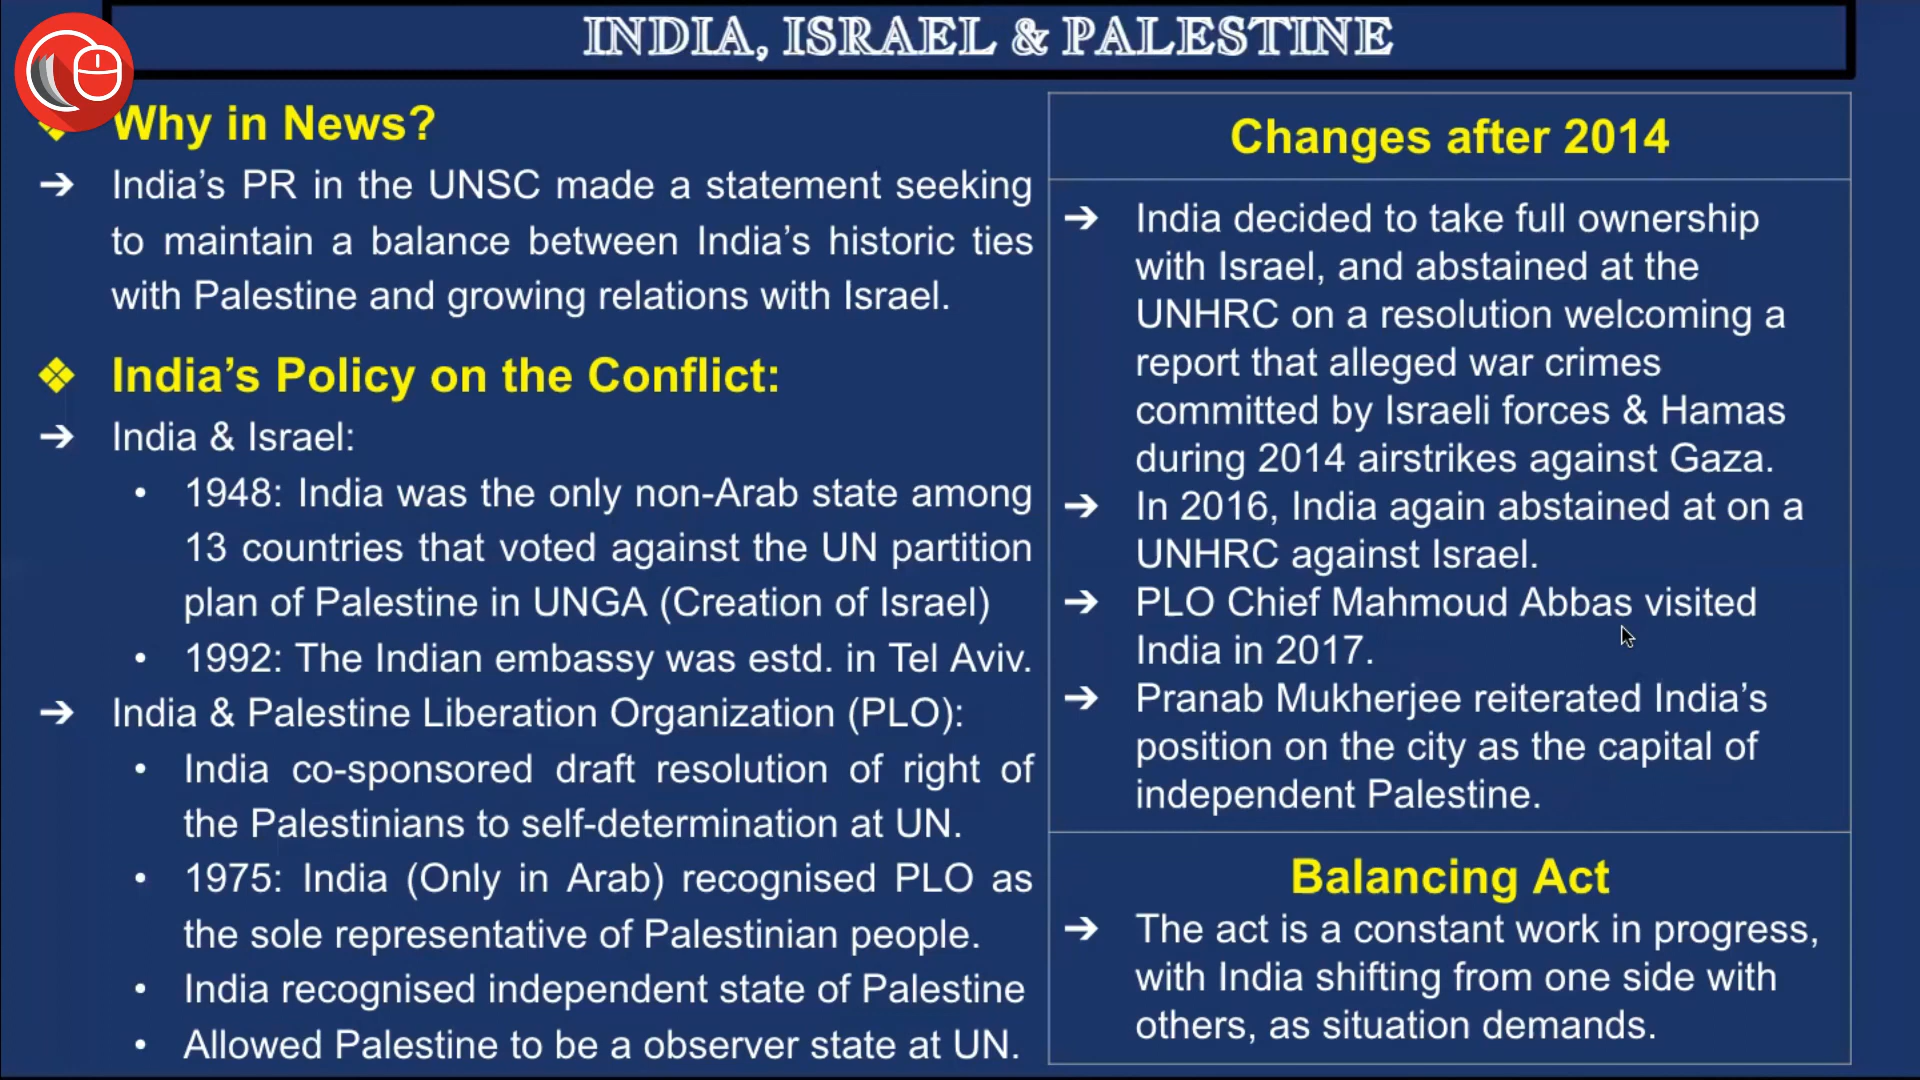 INDIA, ISRAEL & PALESTINE
❖ Why in News?
➔ India’s PR in the UNSC made a statement seeking
to maintain a balance between India’s historic ties
with Palestine and growing relations with Israel.
❖ India’s Policy on the Conflict:
➔ India & Israel:
• 1948: India was the only non-Arab state among
13 countries that voted against the UN partition
plan of Palestine in UNGA (Creation of Israel)
• 1992: The Indian embassy was estd. in Tel Aviv.
➔ India & Palestine Liberation Organization (PLO):
• India co-sponsored draft resolution of right of
the Palestinians to self-determination at UN.
• 1975: India (Only in Arab) recognised PLO as
the sole representative of Palestinian people.
• India recognised independent state of Palestine
• Allowed Palestine to be a observer state at UN.
Changes after 2014
➔ India decided to take full ownership
with Israel, and abstained at the
UNHRC on a resolution welcoming a
report that alleged war crimes
committed by Israeli forces & Hamas
during 2014 airstrikes against Gaza.
➔ In 2016, India again abstained at on a
UNHRC against Israel.
➔ PLO Chief Mahmoud Abbas visited
India in 2017.
➔ Pranab Mukherjee reiterated India’s
position on the city as the capital of
independent Palestine.
Balancing Act
➔ The act is a constant work in progress,
with India shifting from one side with
others, as situation demands.